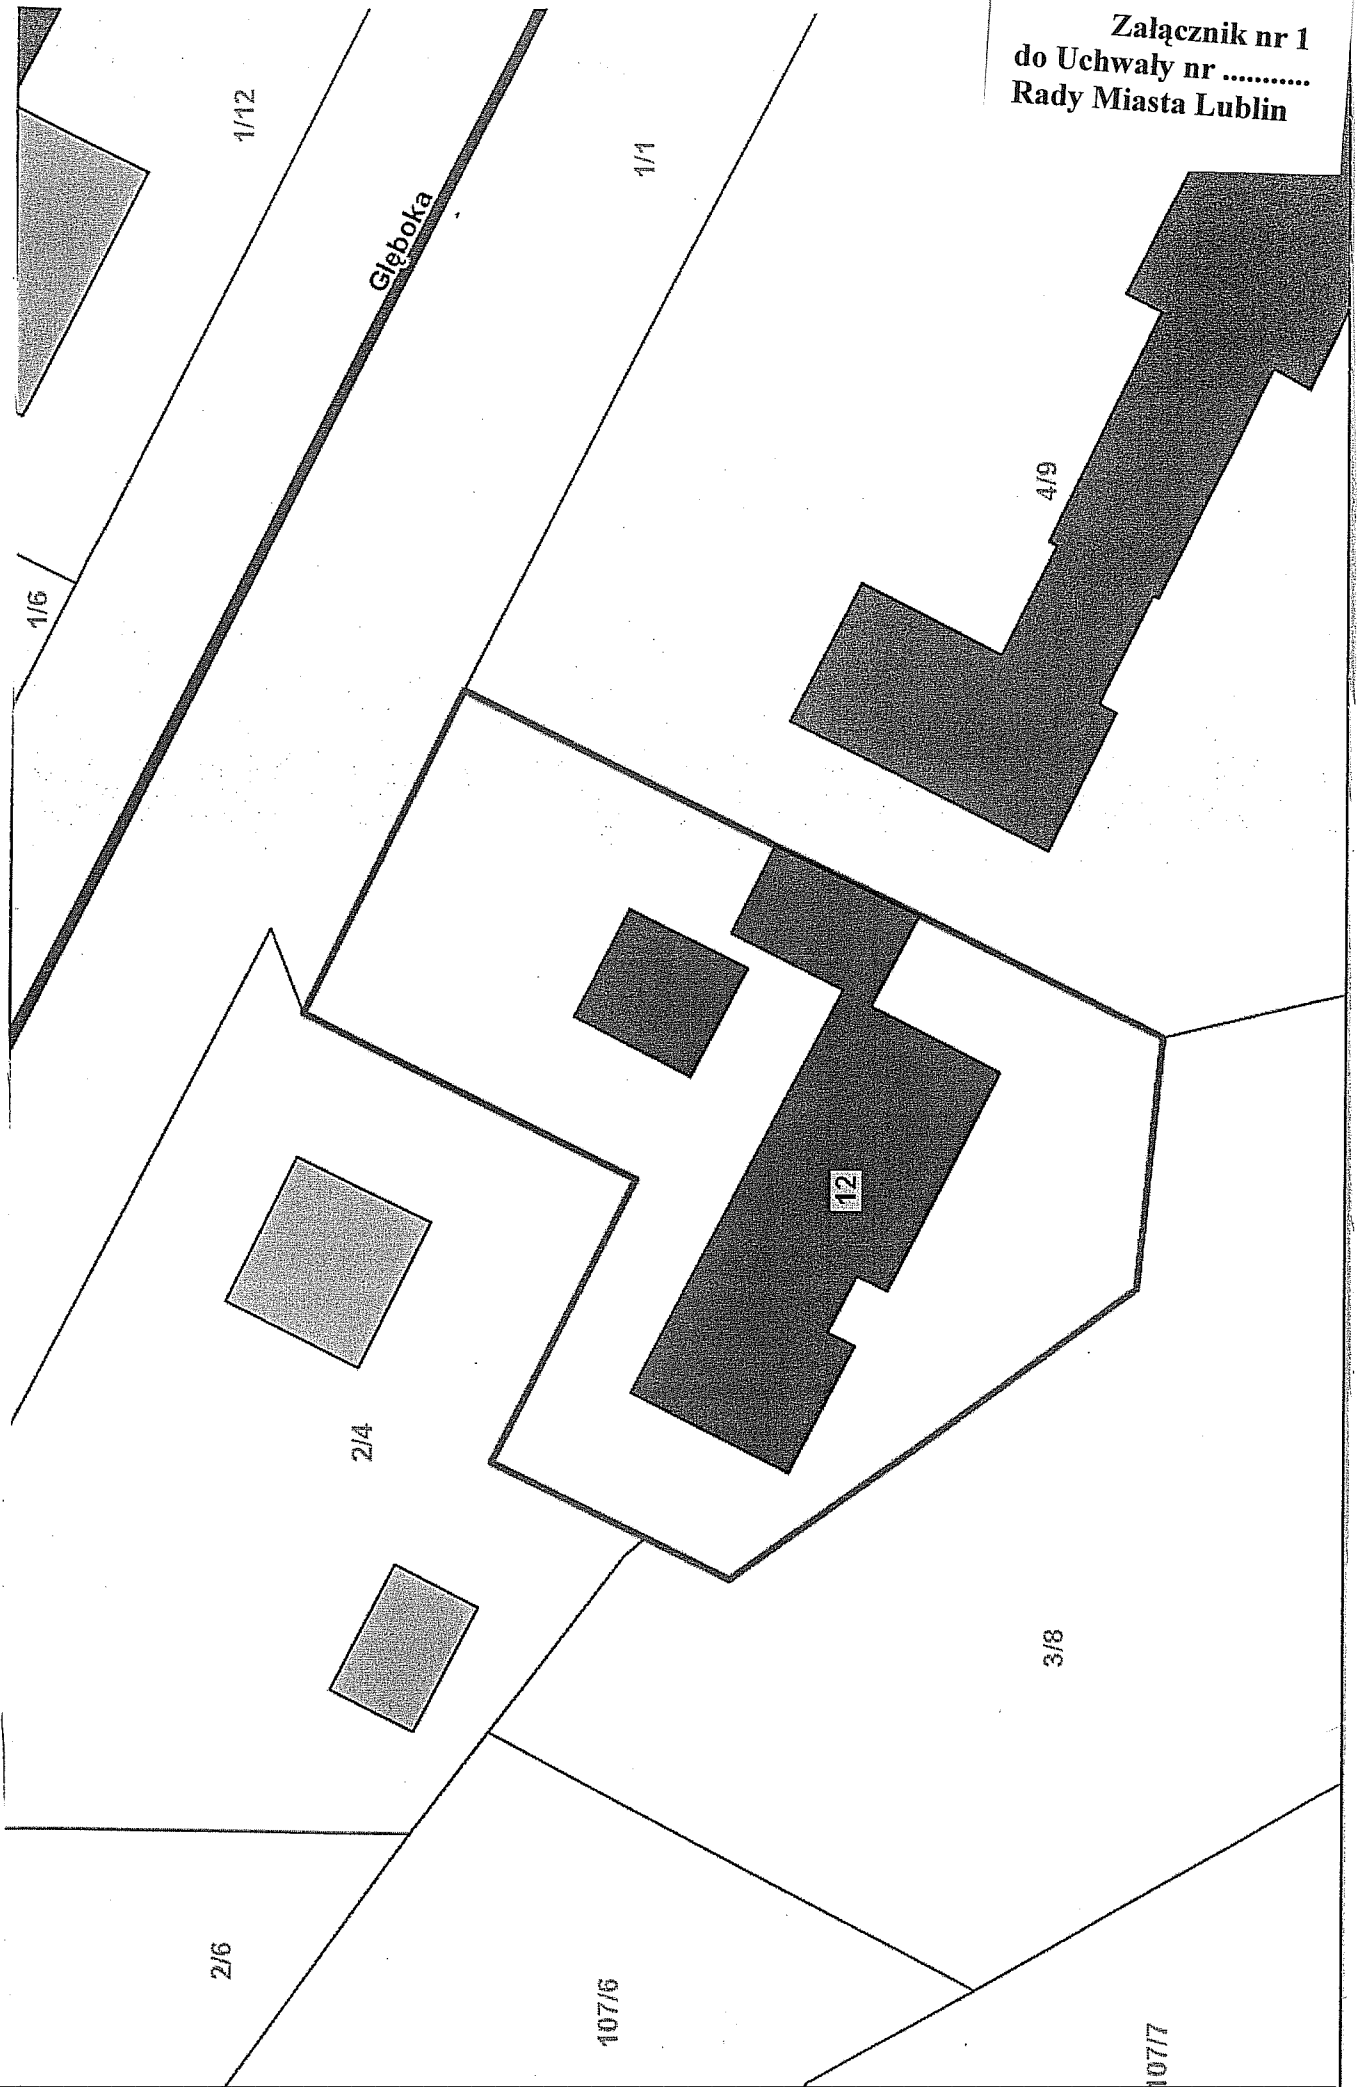 Załącznik nr 1
do Uchwały nr ...........
Rady Miasta Lublin
1/12
1/1
Głęboka
4/9
1/6
12
2/4
3/8
2/6
107/6
107/7